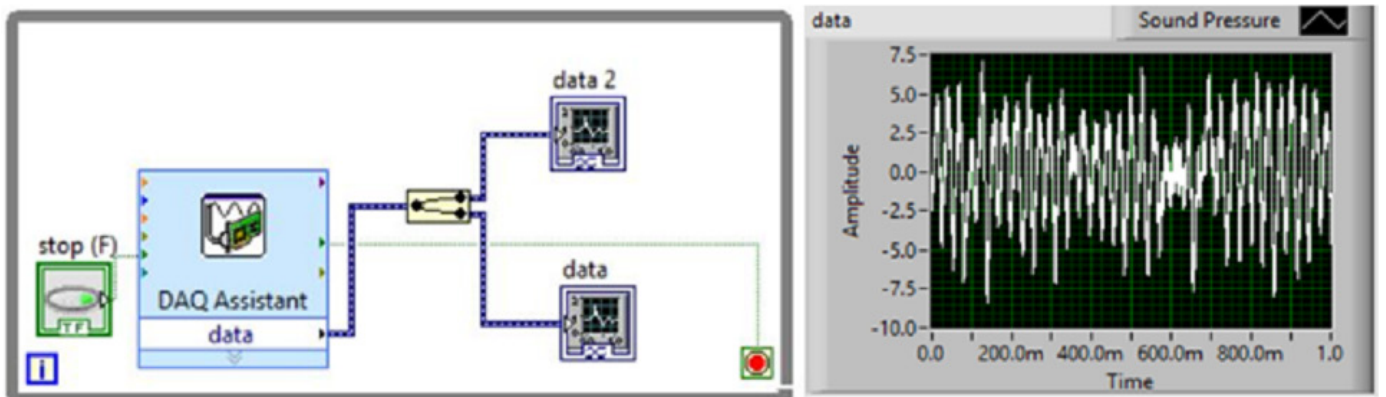 data 2
stop (F)
data
DAQ Assistant
TF
data
i
data
Sound Pressure
7.5
5.0
2.5
0.0
-2.5
-5.0
-7.5
-10.0
Amplitude
0.0 200.0m 400.0m 600.0m 800.0m 1.0
Time